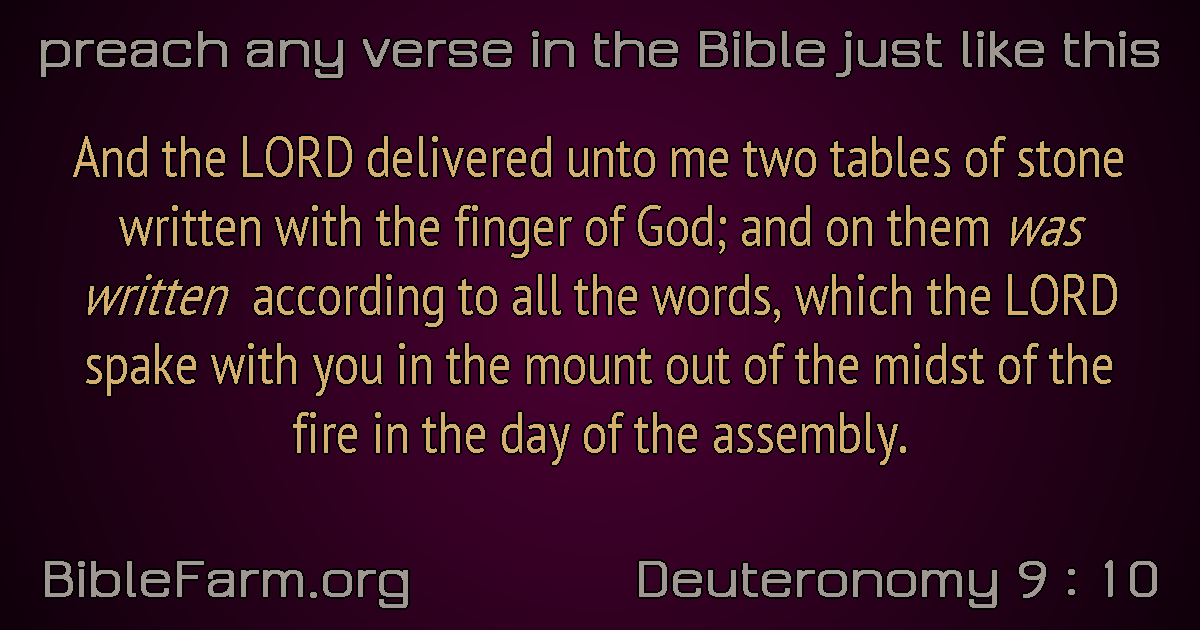 preach any verse in the Bible just like this
And the LORD delivered unto me two tables of stone
written with the finger of God; and on them was
written according to all the words, which the LORD
spake with you in the mount out of the midst of the
fire in the day of the assembly.
BibleFarm.org
Deuteronomy 9 : 10